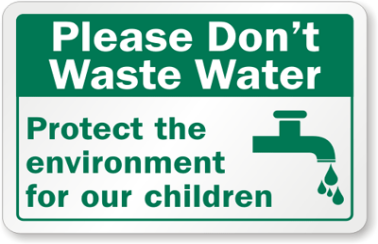 Please Don't
Waste Water
Protect the
environment
for our children